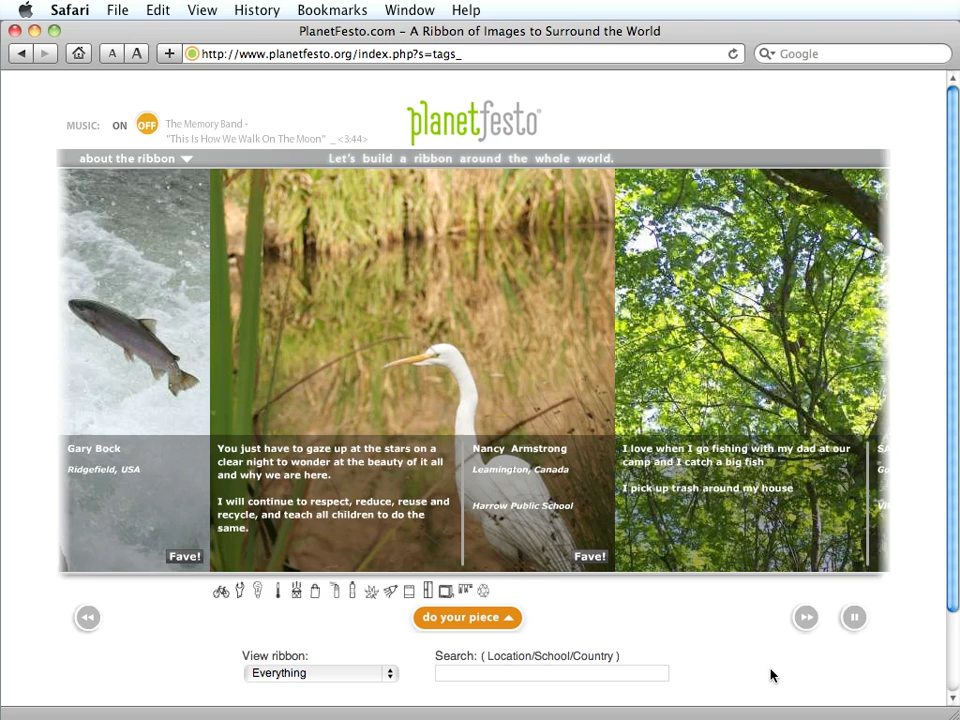 Safari File Edit View History Bookmarks Window Help
PlanetFesto.com – A Ribbon of Images to Surround the World
A A + http://www.planetfesto.org/index.php?s=tags_ Google
MUSIC: ON OFF The Memory Band -
"This Is How We Walk On The Moon" _ <3:44>
planetfesto
about the ribbon Let's build a ribbon around the whole world.
Gary Bock
Ridgefield, USA
Fave!
You just have to gaze up at the stars on a
clear night to wonder at the beauty of it all
and why we are here.
I will continue to respect, reduce, reuse and
recycle, and teach all children to do the
same.
Nancy Armstrong
Leamington, Canada
Harrow Public School
Fave!
I love when I go fishing with my dad at our
camp and I catch a big fish
I pick up trash around my house
do your piece
View ribbon:
Everything
Search: ( Location/School/Country )